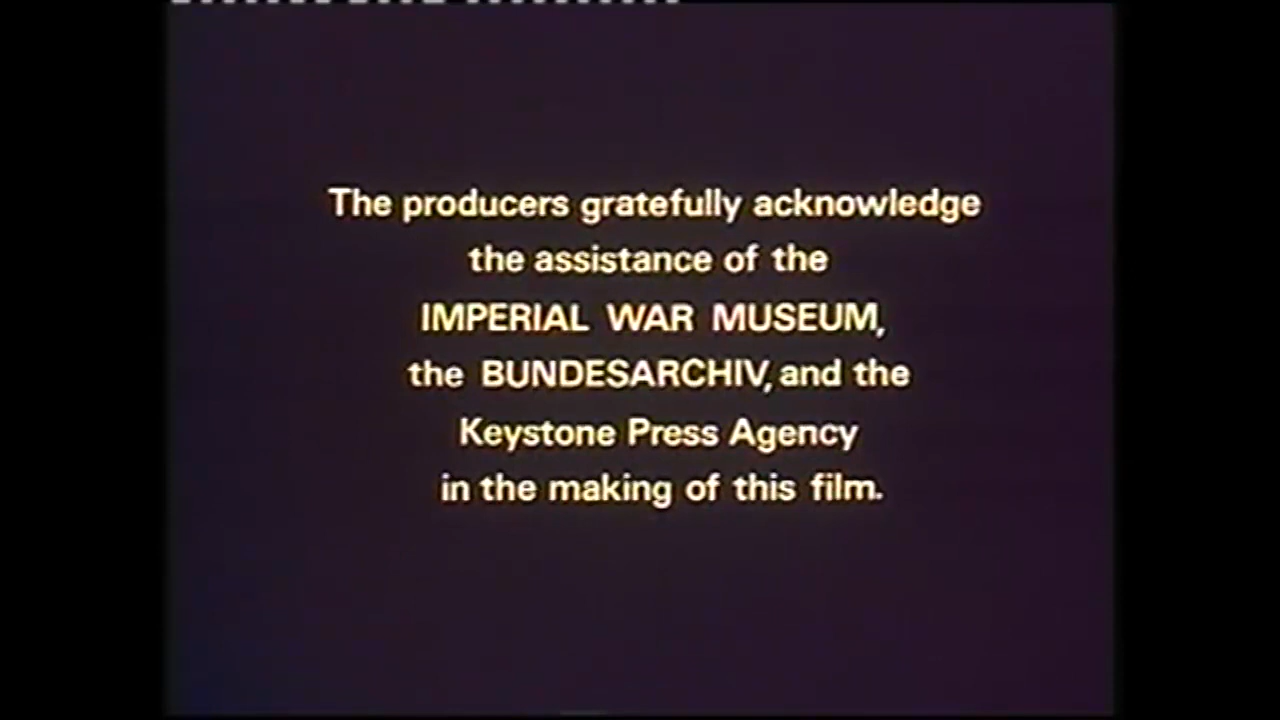 The producers gratefully acknowledge
the assistance of the
IMPERIAL WAR MUSEUM,
the BUNDESARCHIV, and the
Keystone Press Agency
in the making of this film.